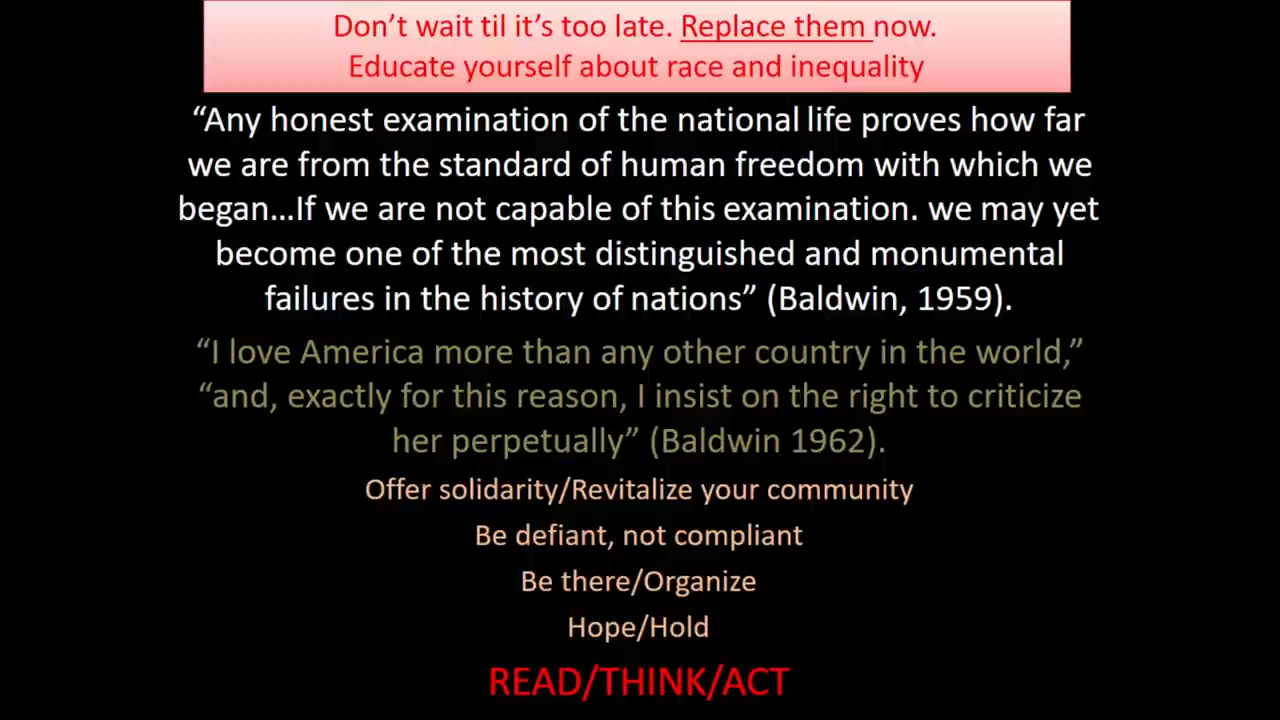 Don’t wait til it’s too late. Replace them now.
Educate yourself about race and inequality
“Any honest examination of the national life proves how far
we are from the standard of human freedom with which we
began…If we are not capable of this examination. we may yet
become one of the most distinguished and monumental
failures in the history of nations” (Baldwin, 1959).
“I love America more than any other country in the world,”
“and, exactly for this reason, I insist on the right to criticize
her perpetually” (Baldwin 1962).
Offer solidarity/Revitalize your community
Be defiant, not compliant
Be there/Organize
Hope/Hold
READ/THINK/ACT